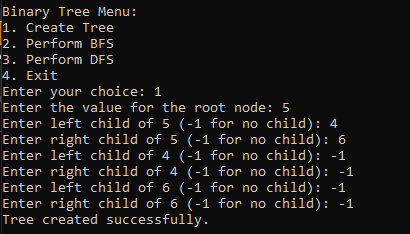 Binary Tree Menu:
1. Create Tree
2. Perform BFS
3. Perform DFS
4. Exit
Enter your choice: 1
Enter the value for the root node: 5
Enter left child of 5 (-1 for no child): 4
Enter right child of 5 (-1 for no child): 6
Enter left child of 4 (-1 for no child): -1
Enter right child of 4 (-1 for no child): -1
Enter left child of 6 (-1 for no child): -1
Enter right child of 6 (-1 for no child): -1
Tree created successfully.